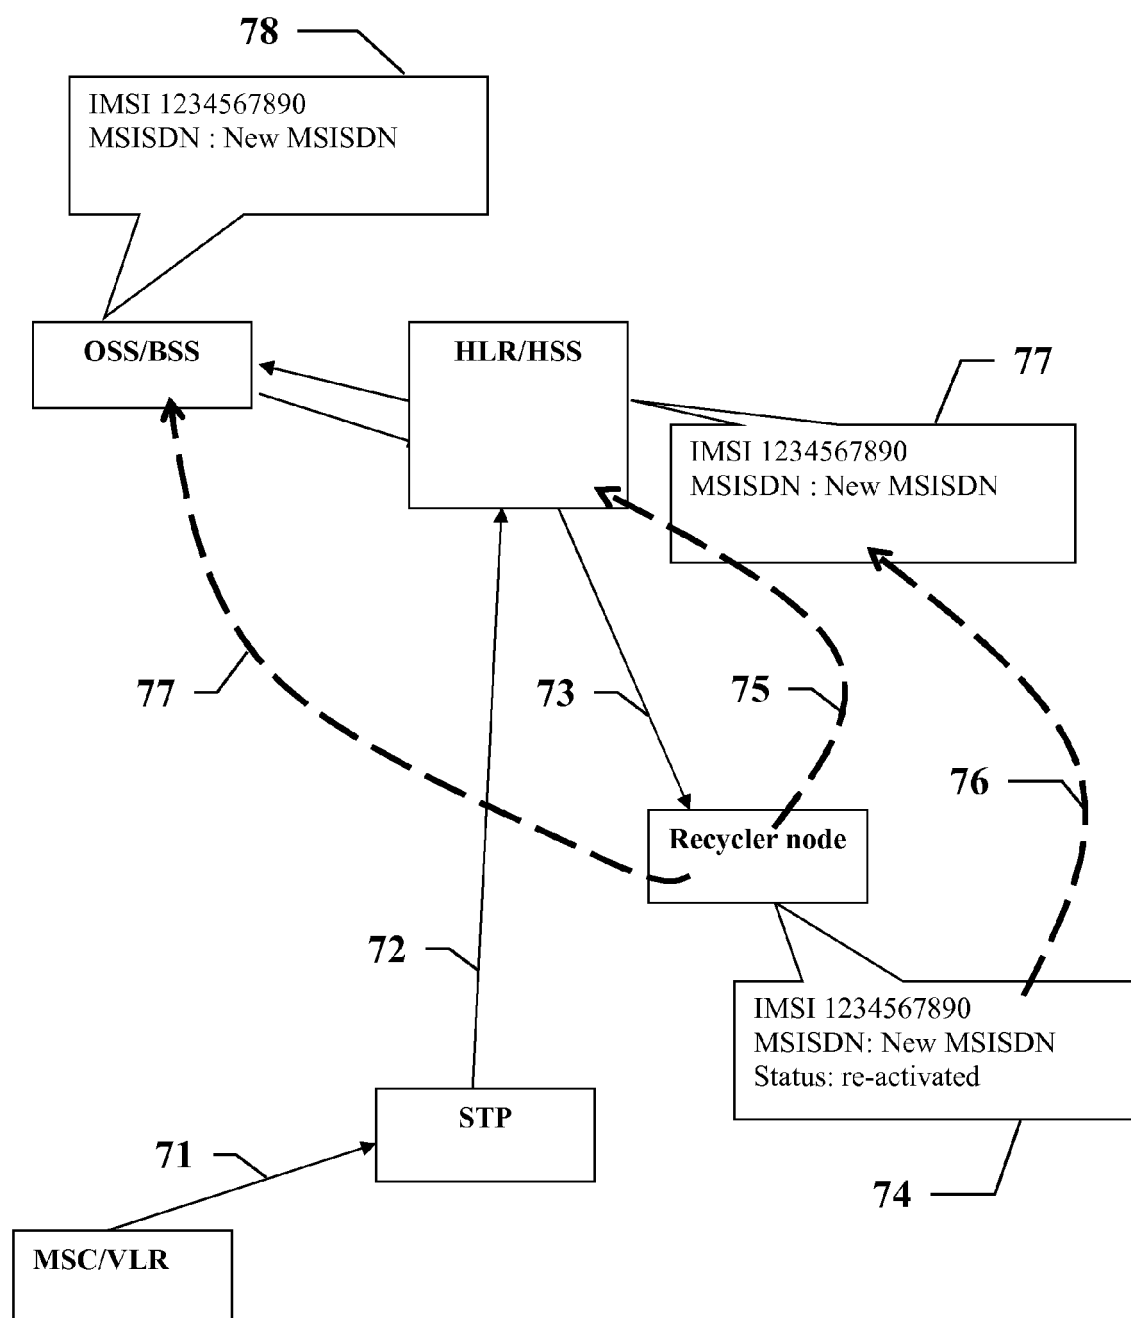 78
IMSI 1234567890
MSISDN : New MSISDN
OSS/BSS
HLR/HSS
77
IMSI 1234567890
MSISDN : New MSISDN
77
73
75
76
Recycler node
72
IMSI 1234567890
MSISDN: New MSISDN
Status: re-activated
STP
71
74
MSC/VLR